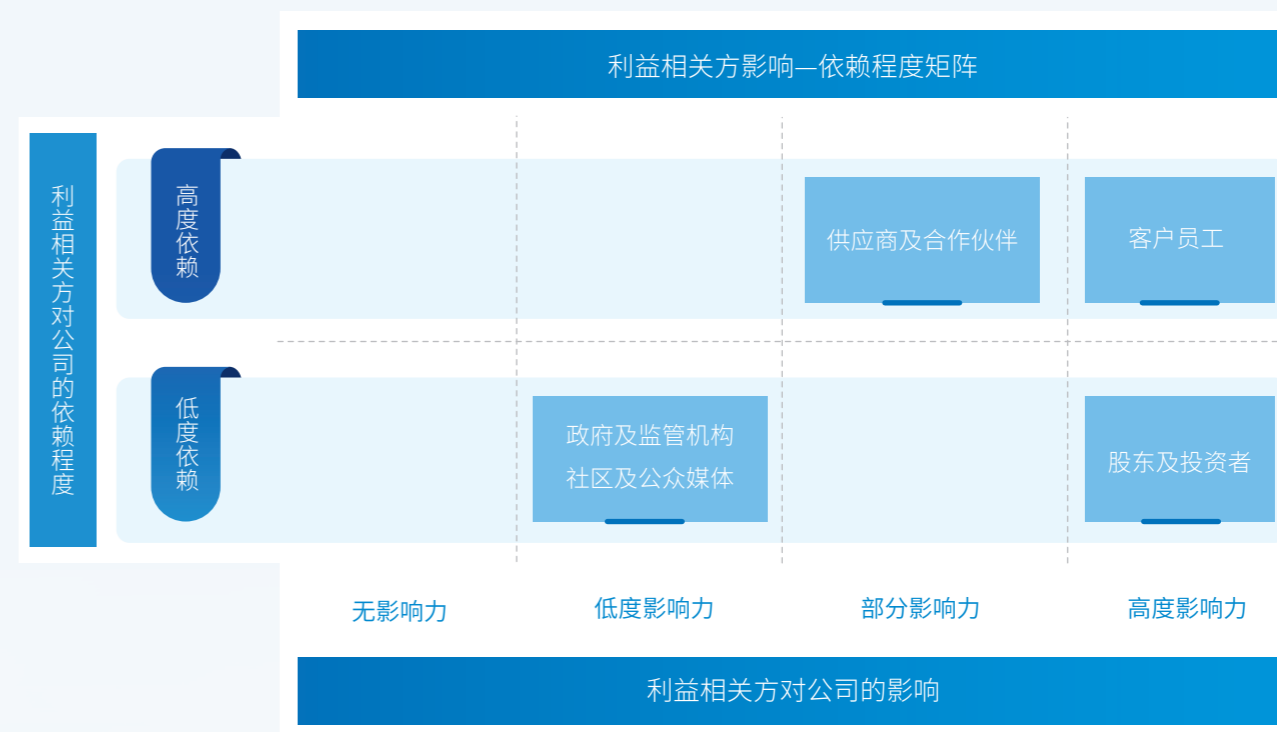 利益相关方影响—依赖程度矩阵
利益相关方对公司的依赖程度
高度依赖
供应商及合作伙伴
客户员工
低度依赖
政府及监管机构
社区及公众媒体
股东及投资者
无影响力
低度影响力
部分影响力
高度影响力
利益相关方对公司的影响